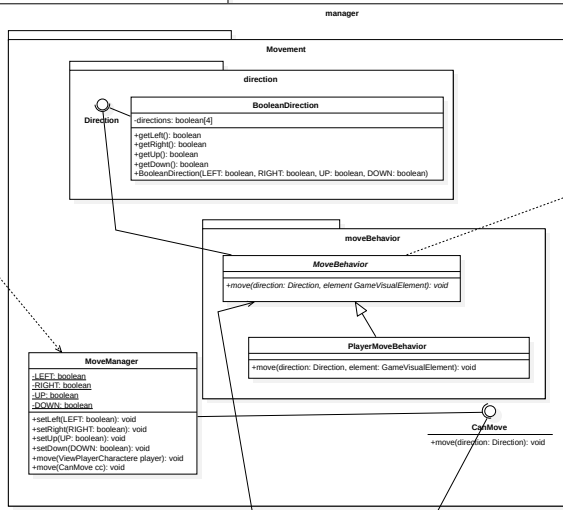 manager
Movement
direction
Direction
BooleanDirection
-directions: boolean[4]
+getLeft(): boolean
+getRight(): boolean
+getUp(): boolean
+getDown(): boolean
+BooleanDirection(LEFT: boolean, RIGHT: boolean, UP: boolean, DOWN: boolean)
moveBehavior
MoveBehavior
+move(direction: Direction, element GameVisualElement): void
PlayerMoveBehavior
+move(direction: Direction, element: GameVisualElement): void
MoveManager
-LEFT: boolean
-RIGHT: boolean
-UP: boolean
-DOWN: boolean
+setLeft(LEFT: boolean): void
+setRight(RIGHT: boolean): void
+setUp(UP: boolean): void
+setDown(DOWN: boolean): void
+move(ViewPlayerCharactere player): void
+move(CanMove cc): void
CanMove
+move(direction: Direction): void